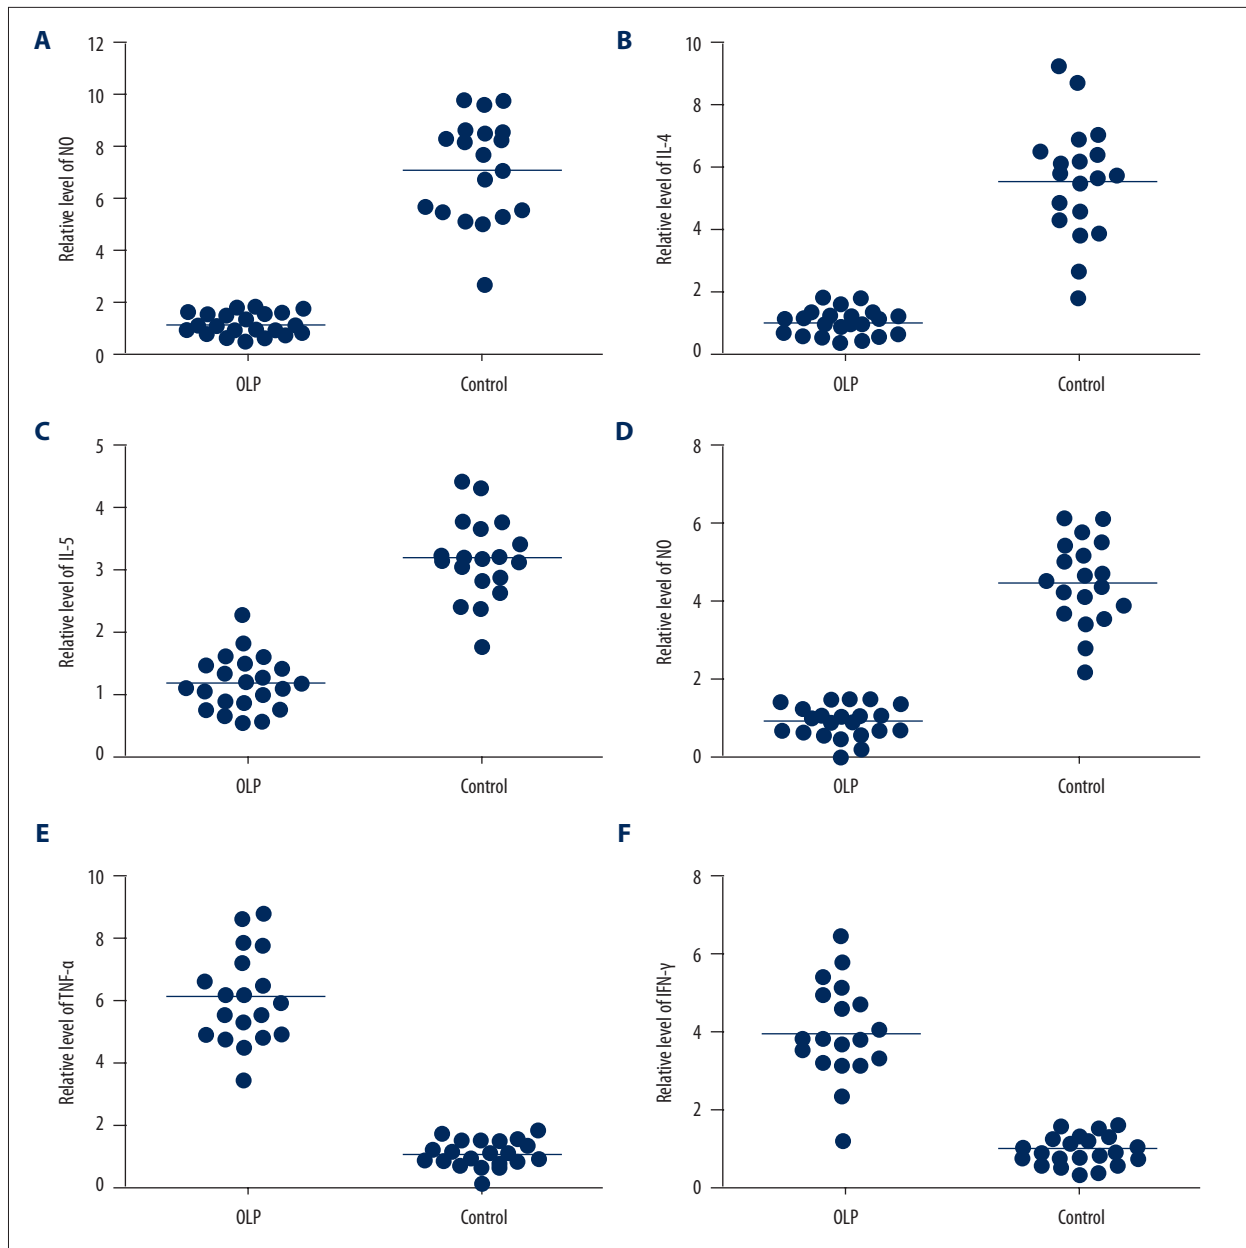 A
Relative level of NO
12
10
8
6
4
2
0
OLP
Control
B
Relative level of IL-4
10
8
6
4
2
0
OLP
Control
C
Relative level of IL-5
5
4
3
2
1
0
OLP
Control
D
Relative level of NO
8
6
4
2
0
OLP
Control
E
Relative level of TNF-α
10
8
6
4
2
0
OLP
Control
F
Relative level of IFN-γ
8
6
4
2
0
OLP
Control